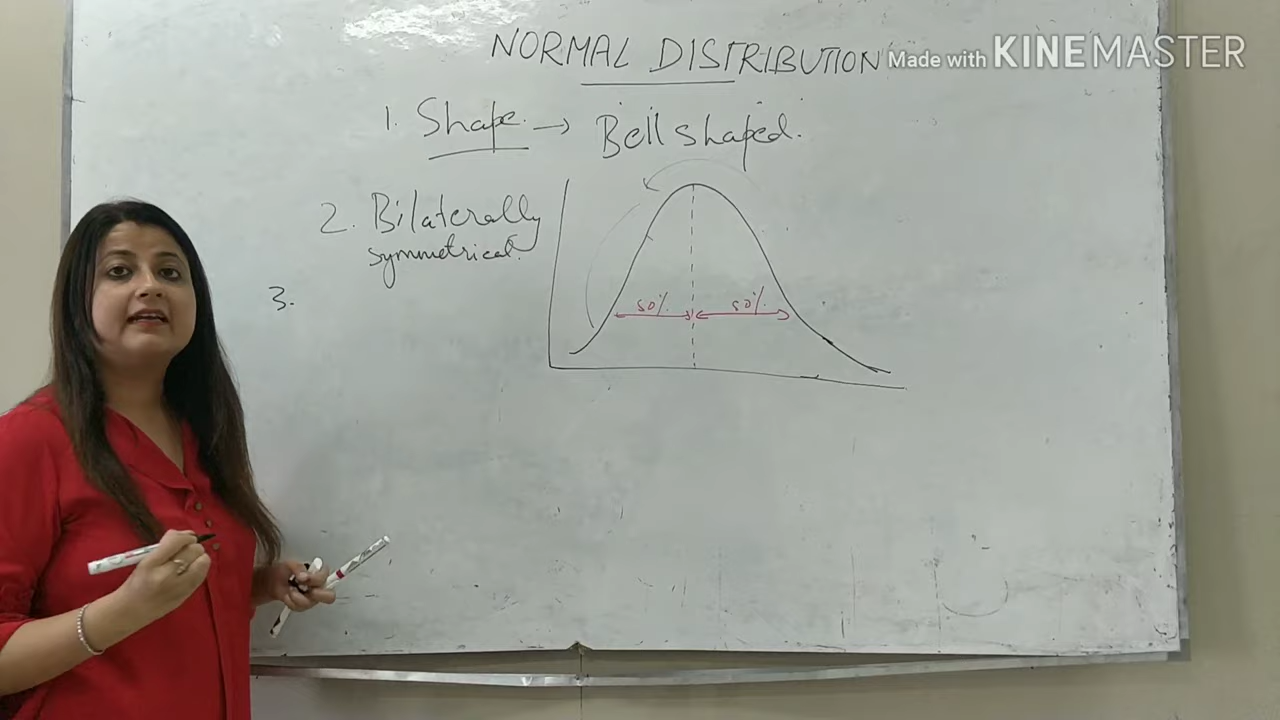 NORMAL DISTRIBUTION
Made with KINEMASTER
1. Shape. → Bell shaped.
2. Bilaterally
symmetrical.
3.
50% 50%